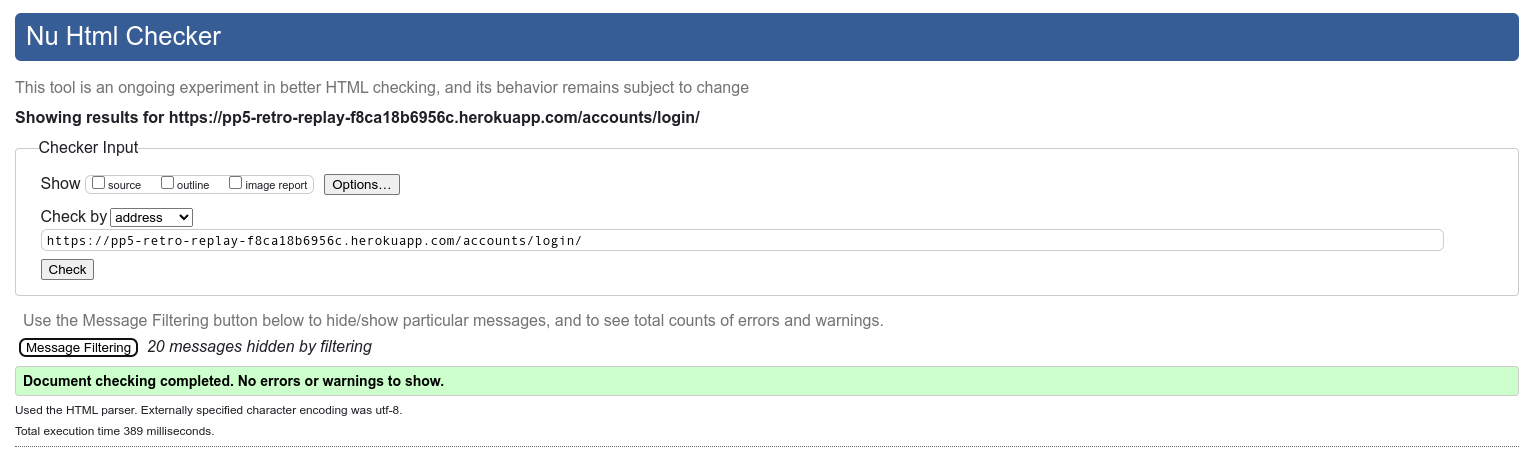 Nu Html Checker
This tool is an ongoing experiment in better HTML checking, and its behavior remains subject to change
Showing results for https://pp5-retro-replay-f8ca18b6956c.herokuapp.com/accounts/login/
Checker Input
Show source outline image report Options…
Check by address
https://pp5-retro-replay-f8ca18b6956c.herokuapp.com/accounts/login/
Check
Use the Message Filtering button below to hide/show particular messages, and to see total counts of errors and warnings.
Message Filtering 20 messages hidden by filtering
Document checking completed. No errors or warnings to show.
Used the HTML parser. Externally specified character encoding was utf-8.
Total execution time 389 milliseconds.